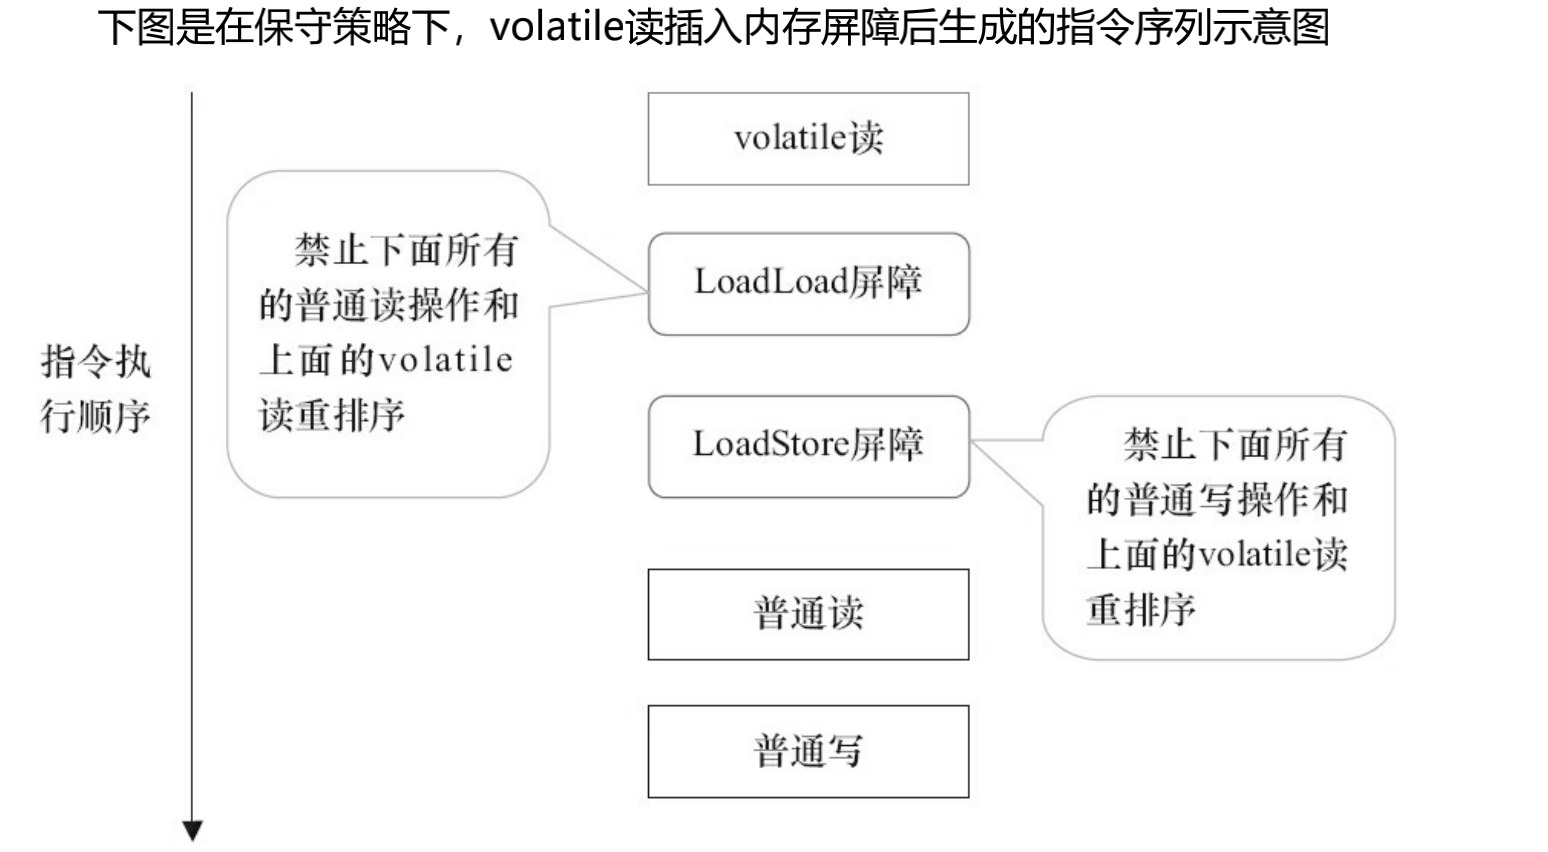 下图是在保守策略下，volatile读插入内存屏障后生成的指令序列示意图
volatile读
禁止下面所有
的普通读操作和
上面的volatile
读重排序
LoadLoad屏障
指令执
行顺序
LoadStore屏障
禁止下面所有
的普通写操作和
上面的volatile读
重排序
普通读
普通写